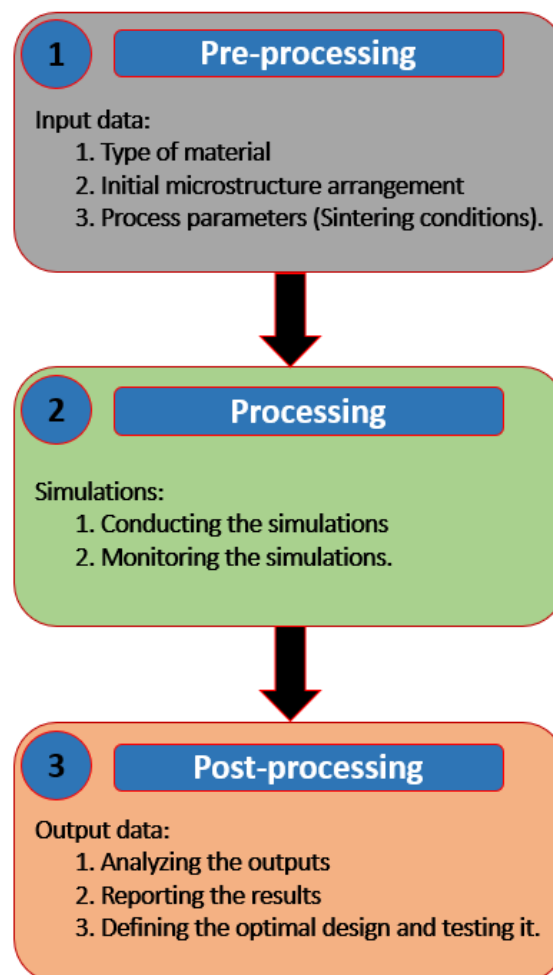 1 Pre-processing
Input data:
1. Type of material
2. Initial microstructure arrangement
3. Process parameters (Sintering conditions).
2 Processing
Simulations:
1. Conducting the simulations
2. Monitoring the simulations.
3 Post-processing
Output data:
1. Analyzing the outputs
2. Reporting the results
3. Defining the optimal design and testing it.